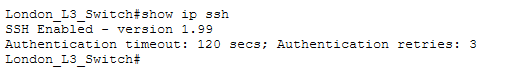 London_L3_Switch#show ip ssh
SSH Enabled - version 1.99
Authentication timeout: 120 secs; Authentication retries: 3
London_L3_Switch#